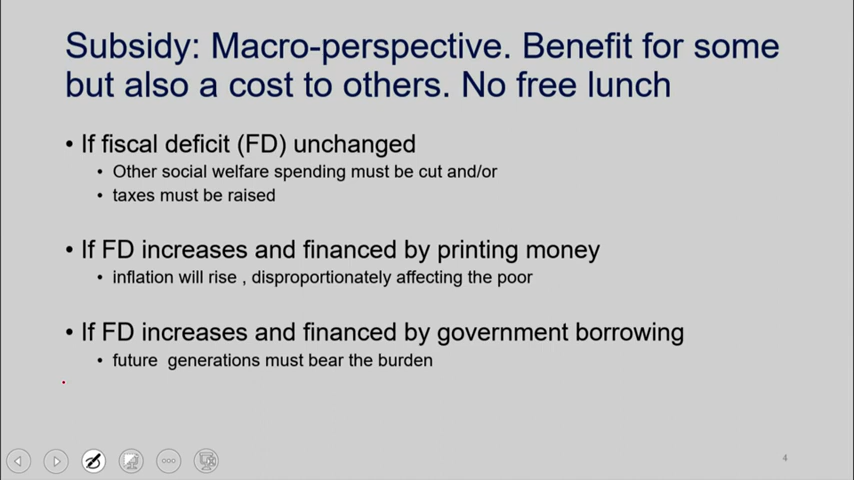 Subsidy: Macro-perspective. Benefit for some
but also a cost to others. No free lunch
• If fiscal deficit (FD) unchanged
• Other social welfare spending must be cut and/or
• taxes must be raised
• If FD increases and financed by printing money
• inflation will rise , disproportionately affecting the poor
• If FD increases and financed by government borrowing
• future generations must bear the burden
4